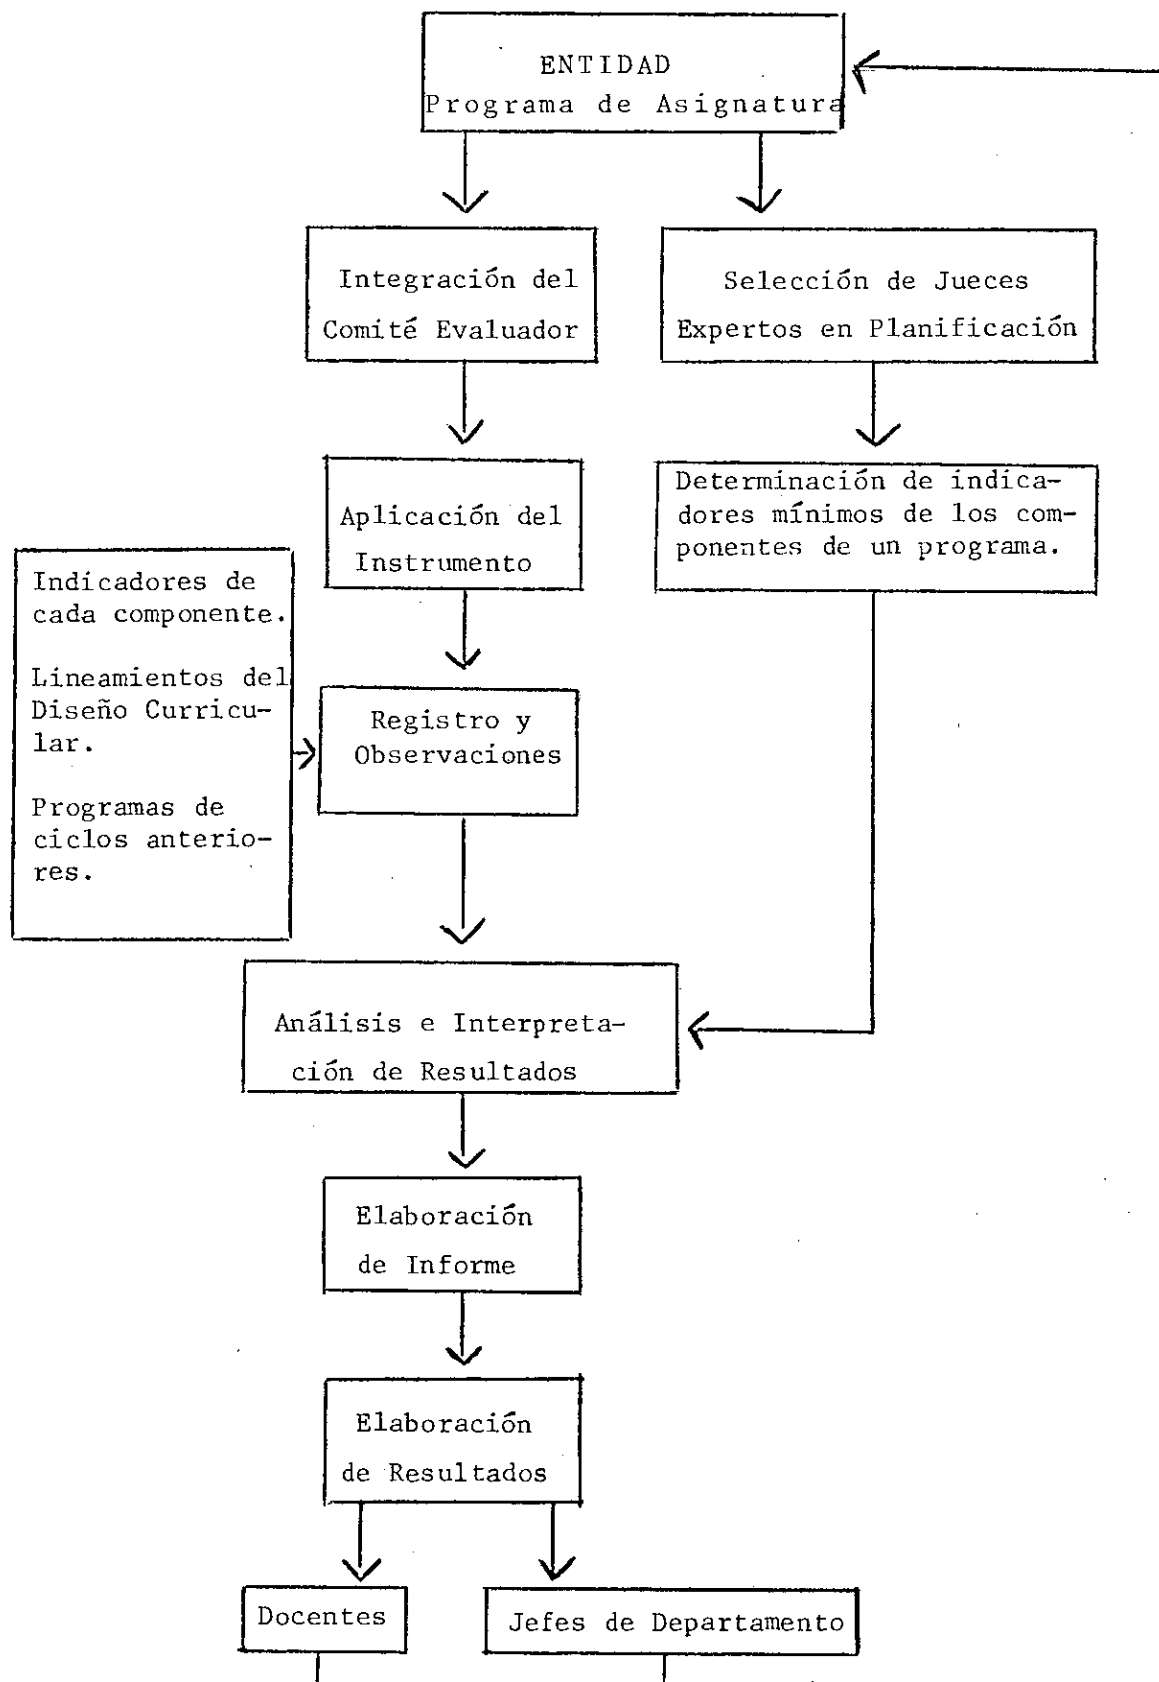 ENTIDAD
Programa de Asignatura
Integración del
Comité Evaluador
Selección de Jueces
Expertos en Planificación
Aplicación del
Instrumento
Determinación de indica-
dores mínimos de los com-
ponentes de un programa.
Indicadores de
cada componente.
Lineamientos del
Diseño Curricu-
lar.
Programas de
ciclos anterio-
res.
Registro y
Observaciones
Análisis e Interpreta-
ción de Resultados
Elaboración
de Informe
Elaboración
de Resultados
Docentes
Jefes de Departamento